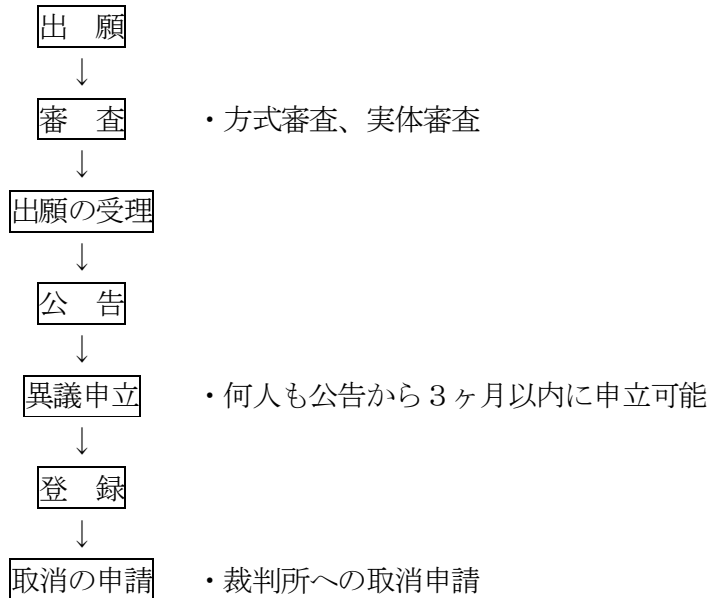 出　願
↓
審　査　・方式審査、実体審査
↓
出願の受理
↓
公　告
↓
異議申立　・何人も公告から３ヶ月以内に申立可能
↓
登　録
↓
取消の申請　・裁判所への取消申請